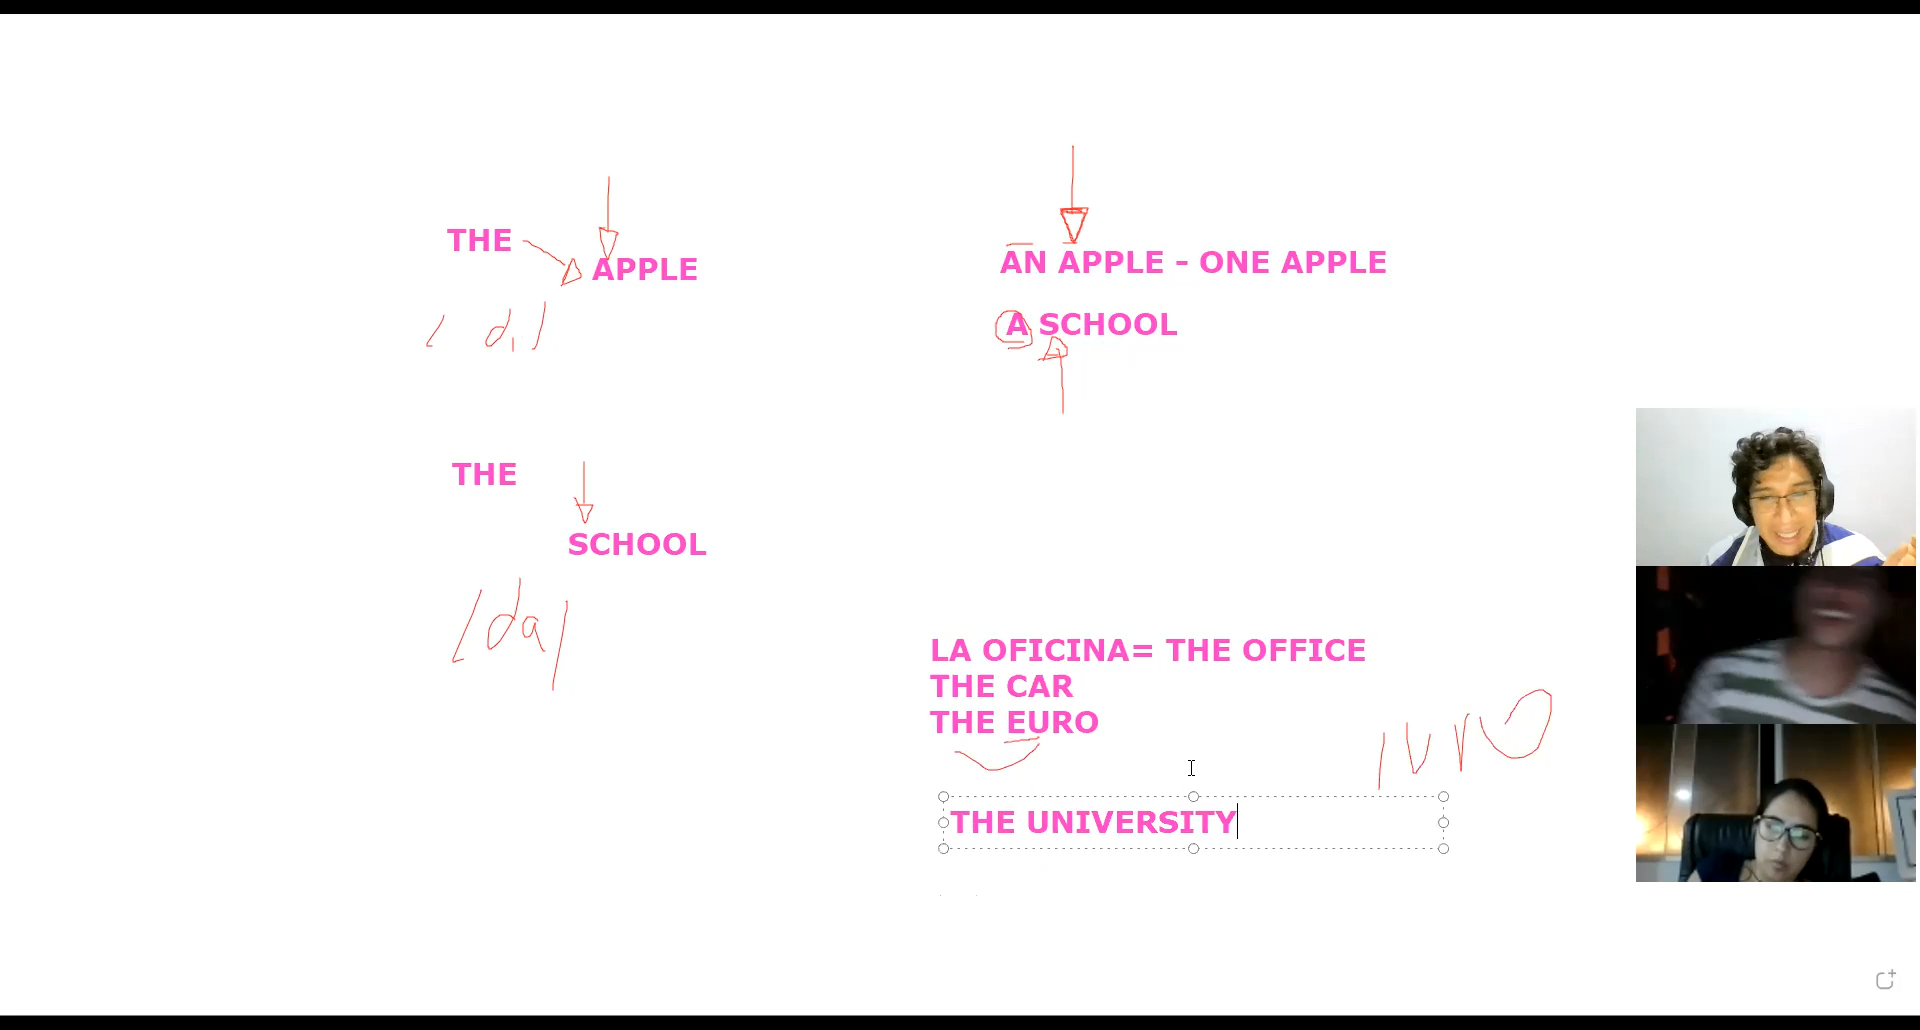 THE
APPLE
/di/
THE
SCHOOL
/da/
AN APPLE - ONE APPLE
A SCHOOL
LA OFICINA= THE OFFICE
THE CAR
THE EURO
THE UNIVERSITY